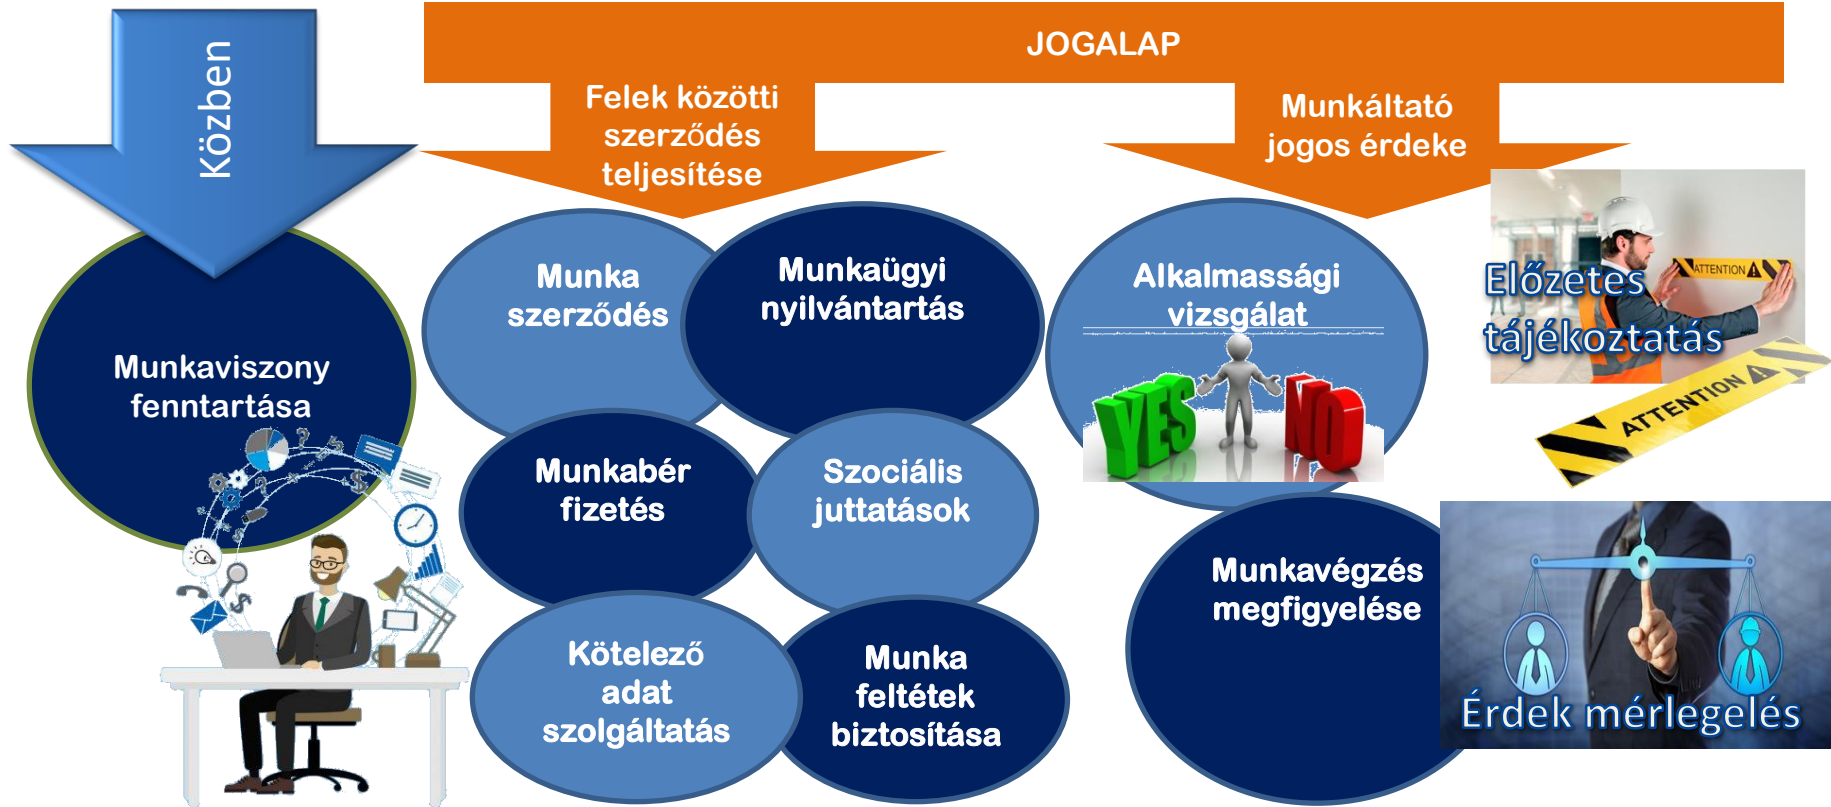 Közben
JOGALAP
Felek közötti
szerződés
teljesítése
Munkáltató
jogos érdeke
Munkaviszony
fenntartása
Munka
szerződés
Munkaügyi
nyilvántartás
Munkabér
fizetés
Szociális
juttatások
Kötelező
adat
szolgáltatás
Munka
feltétek
biztosítása
Alkalmassági
vizsgálat
YES NO
Munkavégzés
megfigyelése
ATTENTION
Előzetes
tájékoztatás
ATTENTION
Érdek mérlegelés